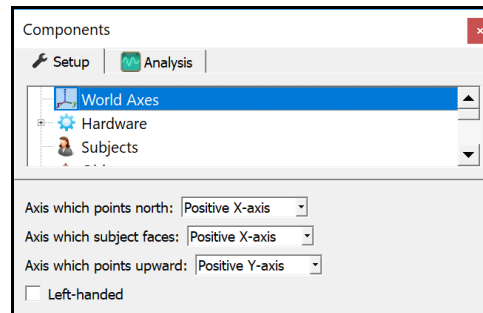 Components
Setup Analysis
World Axes
Hardware
Subjects
Axis which points north: Positive X-axis
Axis which subject faces: Positive X-axis
Axis which points upward: Positive Y-axis
Left-handed